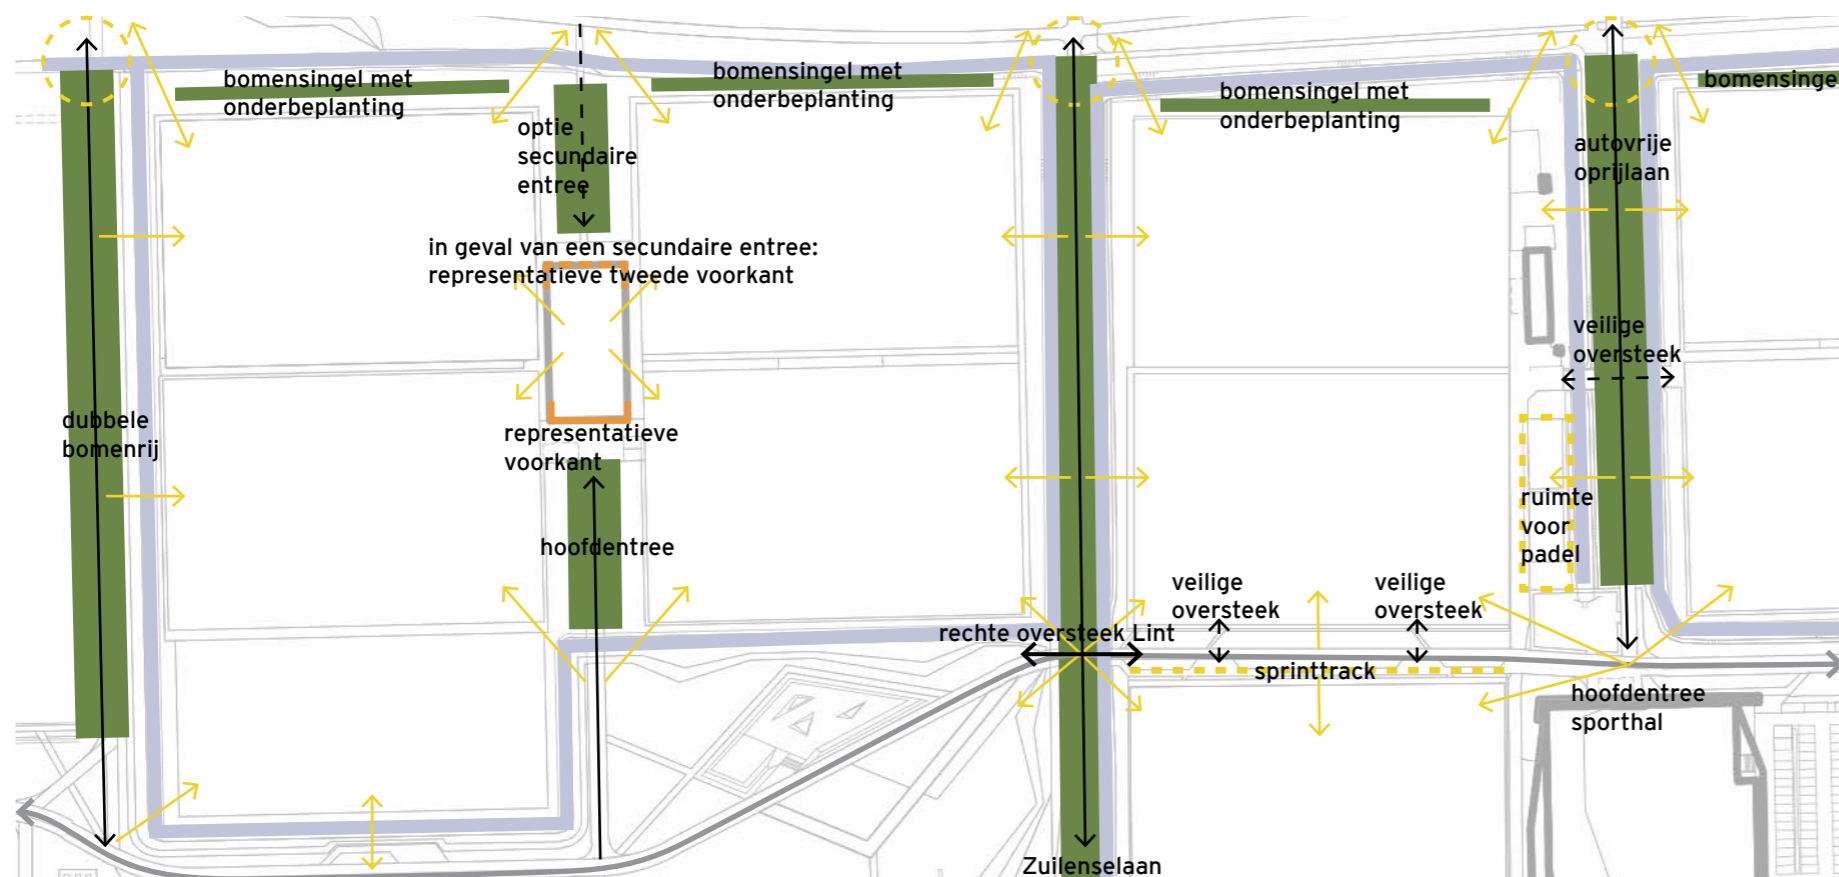 bomensingel met
onderbeplanting
bomensingel met
onderbeplanting
bomensingel met
onderbeplanting
bomensingel
optie
secundaire
entree
autovrije
oprijlaan
in geval van een secundaire entree:
representatieve tweede voorkant
veilige
oversteek
dubbele
bomenrij
representatieve
voorkant
ruimte
voor
padel
hoofdentree
veilige
oversteek
veilige
oversteek
rechte oversteek Lint
sprinttrack
hoofdentree
sporthal
Zuilenselaan